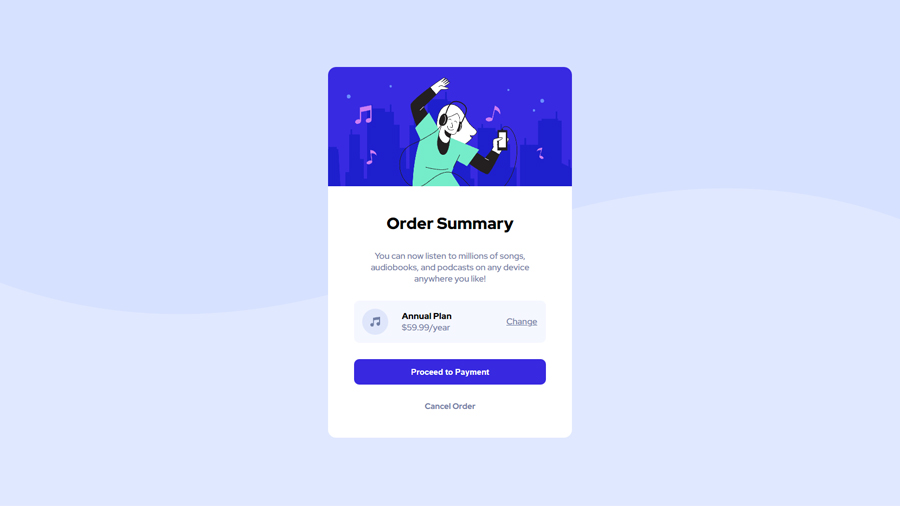 Order Summary
You can now listen to millions of songs,
audiobooks, and podcasts on any device
anywhere you like!
Annual Plan
$59.99/year
Change
Proceed to Payment
Cancel Order